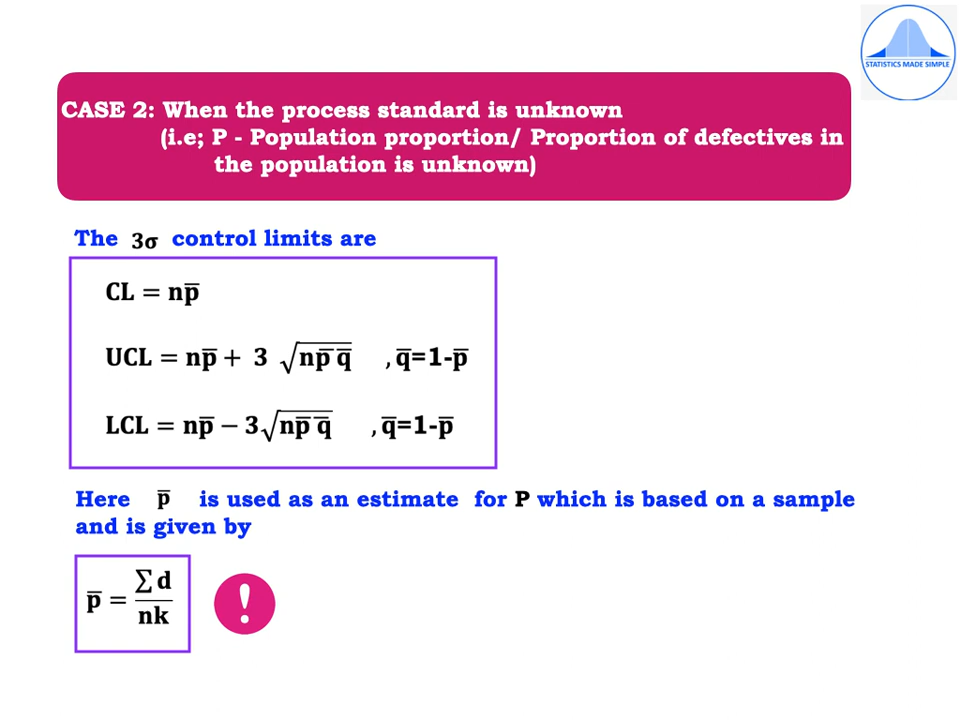 STATISTICS MADE SIMPLE
CASE 2: When the process standard is unknown
(i.e; P - Population proportion/ Proportion of defectives in
the population is unknown)
The 3σ control limits are
CL = np̅
UCL = np̅ + 3 √(np̅ q̅) , q̅=1-p̅
LCL = np̅ − 3√(np̅ q̅) , q̅=1-p̅
Here p̅ is used as an estimate for P which is based on a sample
and is given by
p̅ = ∑d / nk
!